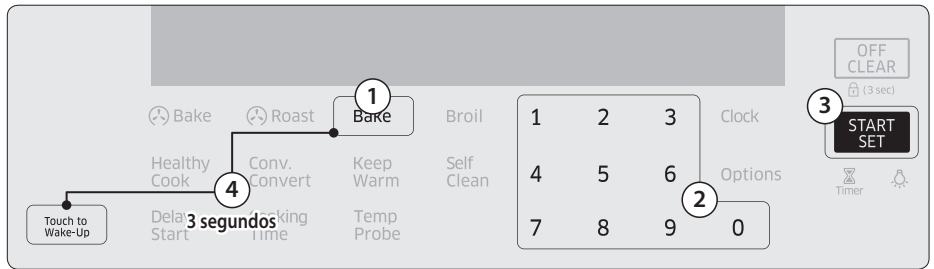 OFF
CLEAR
(3 sec)
1
3
Bake
Roast
Bake
Broil
1 2 3
Clock
START
SET
Healthy
Cook
Conv.
Convert
Keep
Warm
Self
Clean
4 5 6
Options
Timer
4
3 segundos
2
Touch to
Wake-Up
Delay
Start
Cooking
Time
Temp
Probe
7 8 9 0